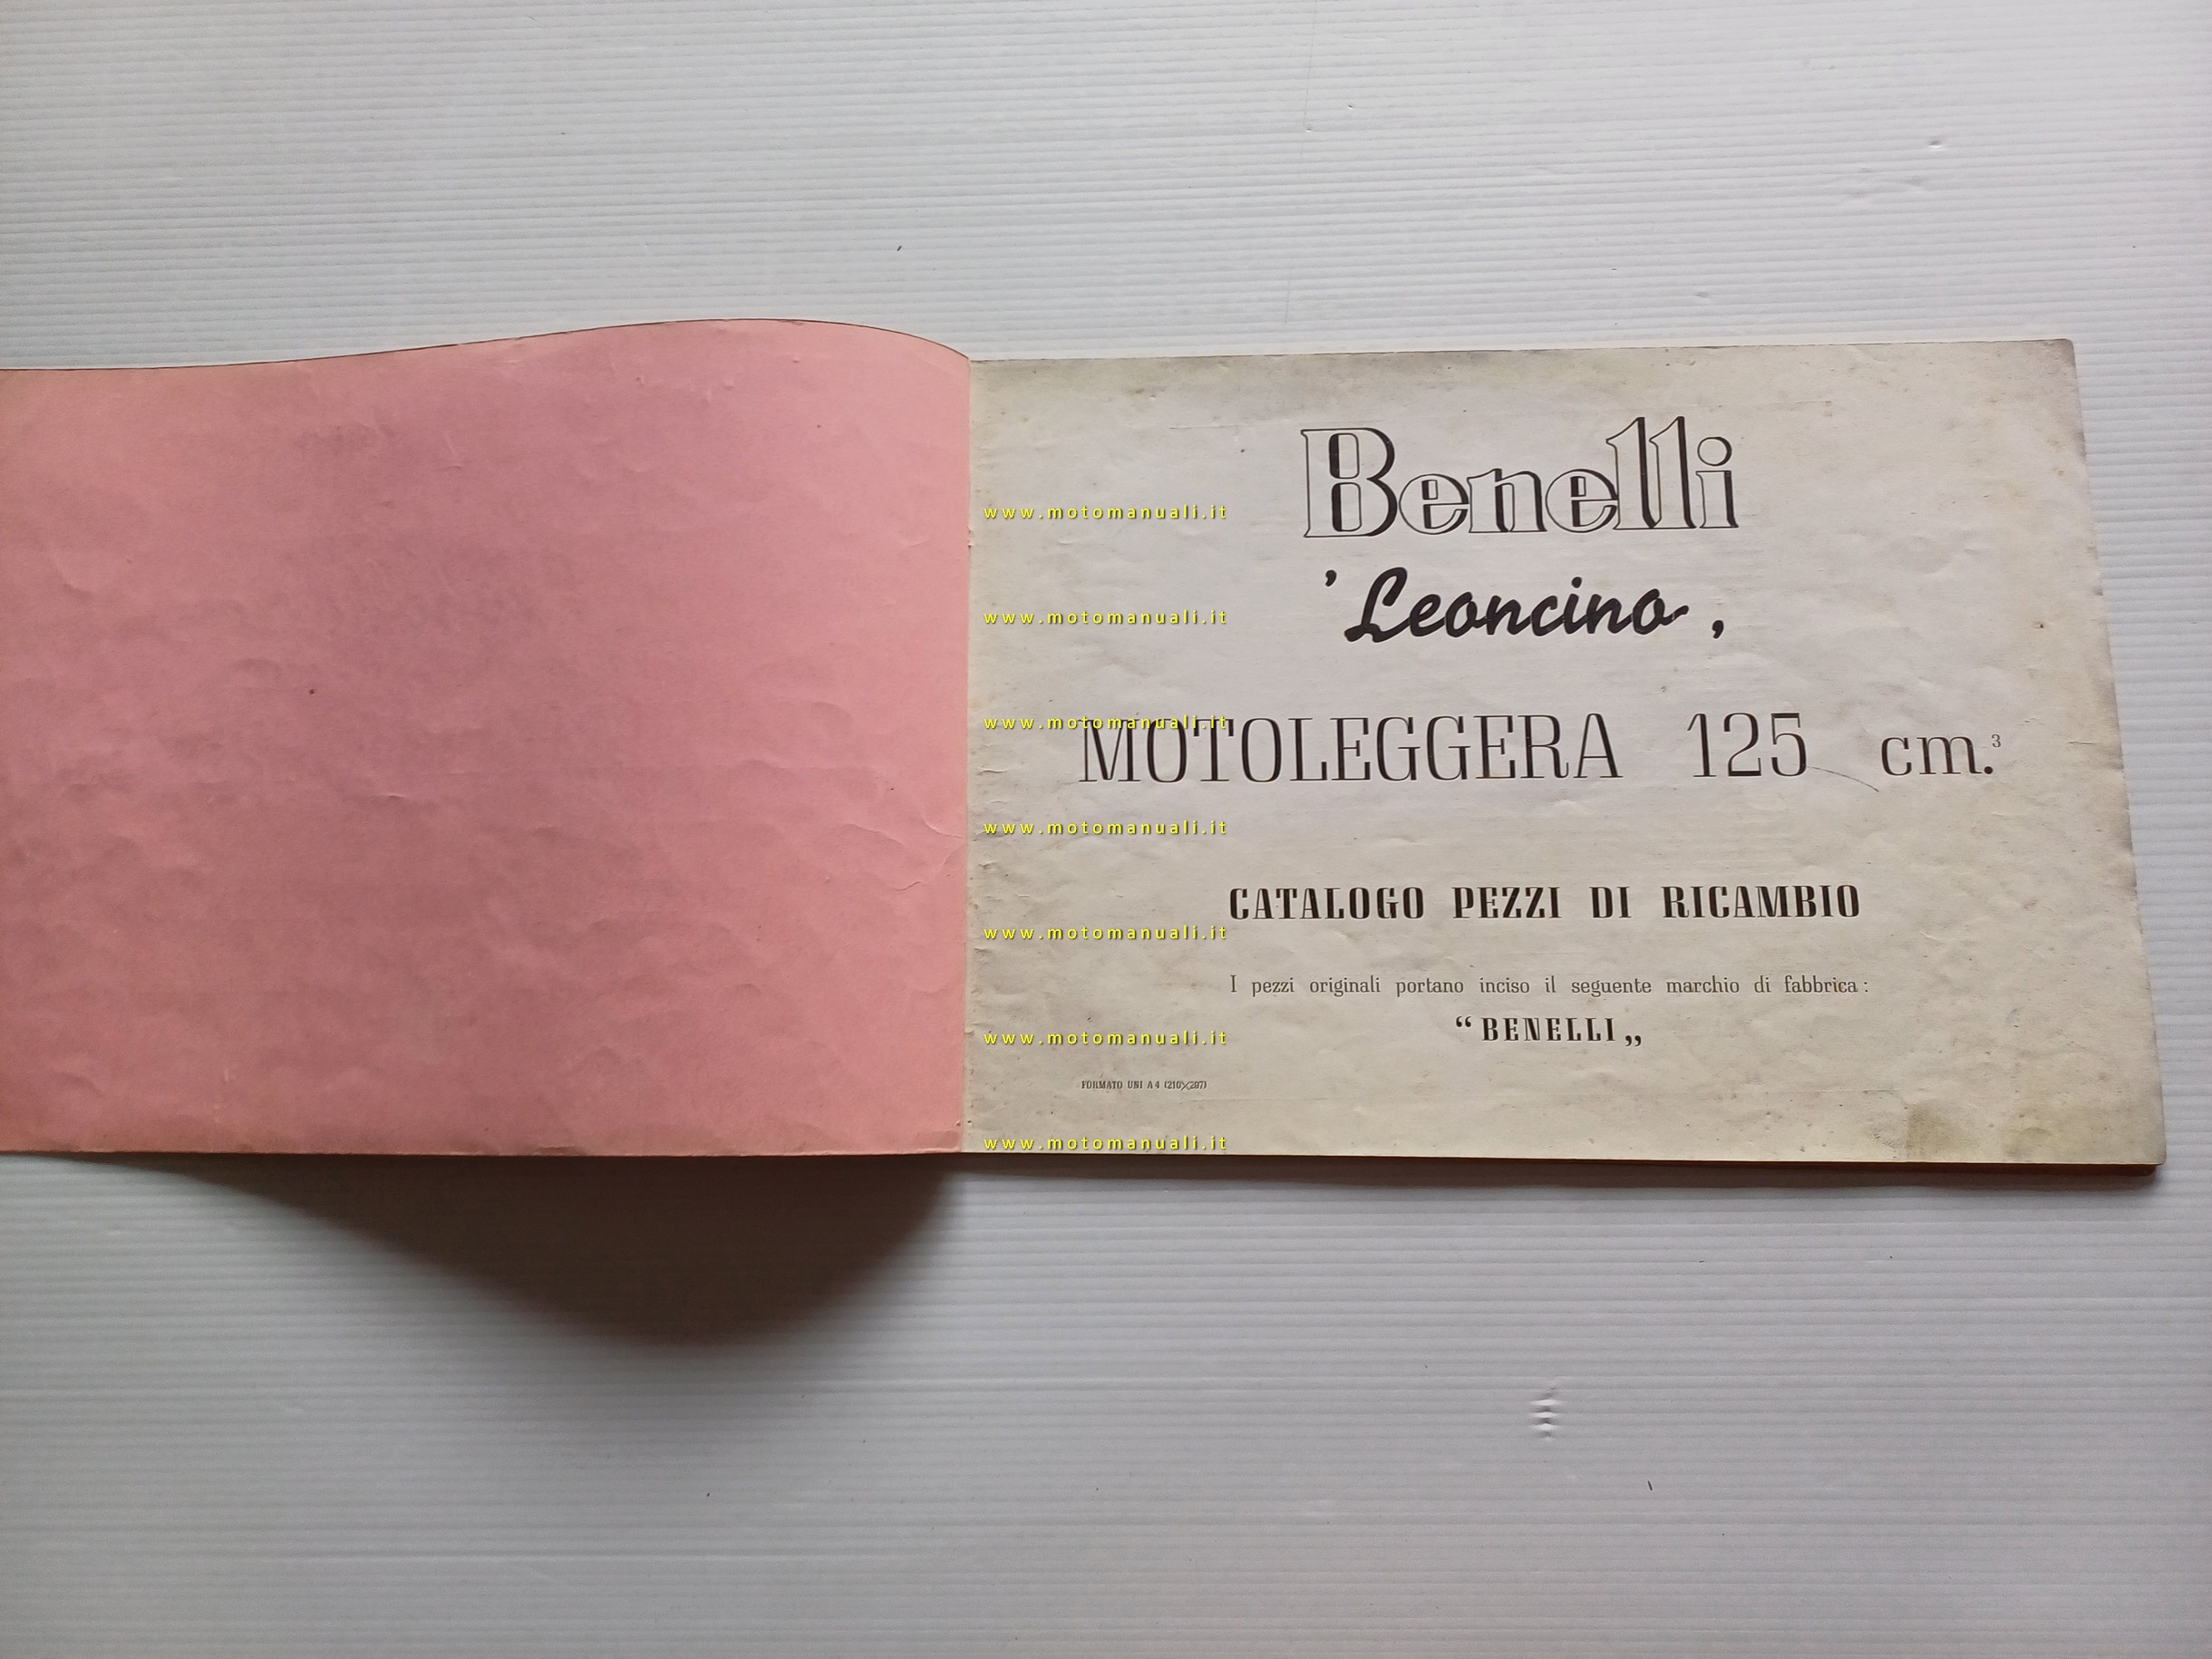 Benelli
www.motomanuali.it
’Leoncino,
www.motomanuali.it
www.motomanuali.it
MOTOLEGGERA 125 cm.³
www.motomanuali.it
CATALOGO PEZZI DI RICAMBIO
www.motomanuali.it
I pezzi originali portano inciso il seguente marchio di fabbrica:
“BENELLI„
www.motomanuali.it
FORMATO UNI A 4 (210×297)
www.motomanuali.it